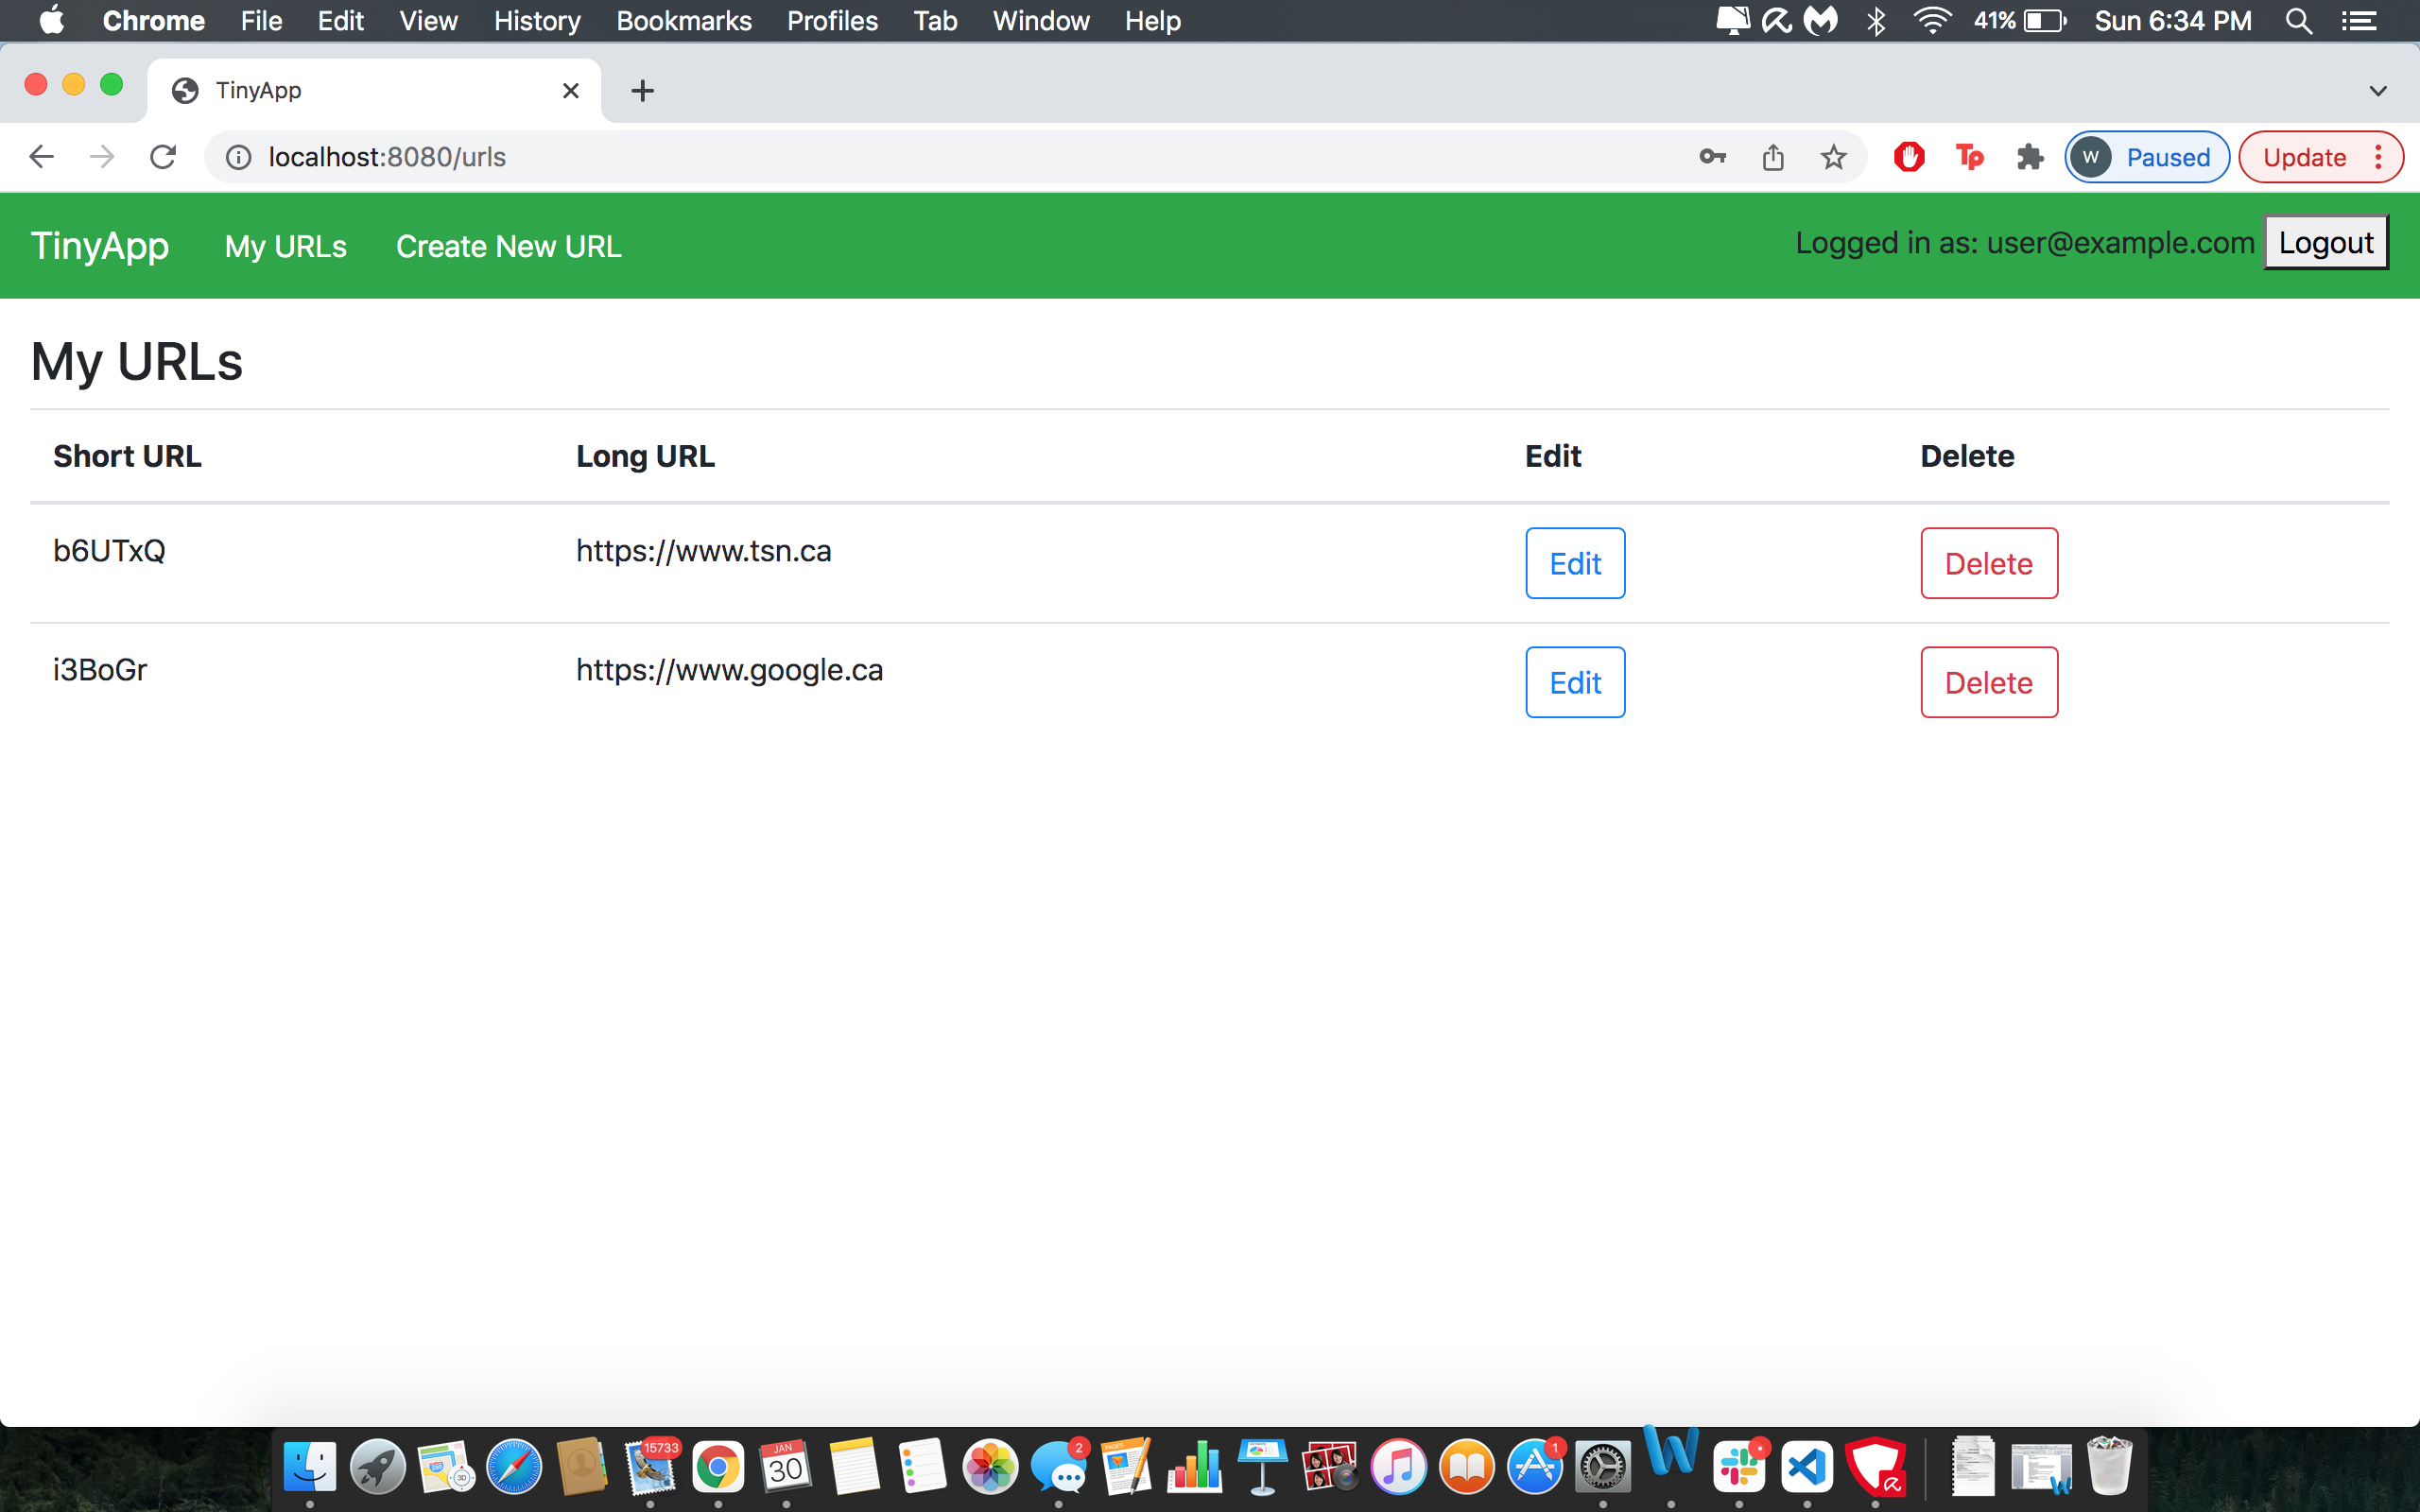 Chrome File Edit View History Bookmarks Profiles Tab Window Help 41% Sun 6:34 PM
TinyApp
localhost:8080/urls W Paused Update
TinyApp My URLs Create New URL Logged in as: user@example.com Logout
My URLs
Short URL Long URL Edit Delete
b6UTxQ https://www.tsn.ca Edit Delete
i3BoGr https://www.google.ca Edit Delete
15733 JAN 30 2 PAGES 1
3D